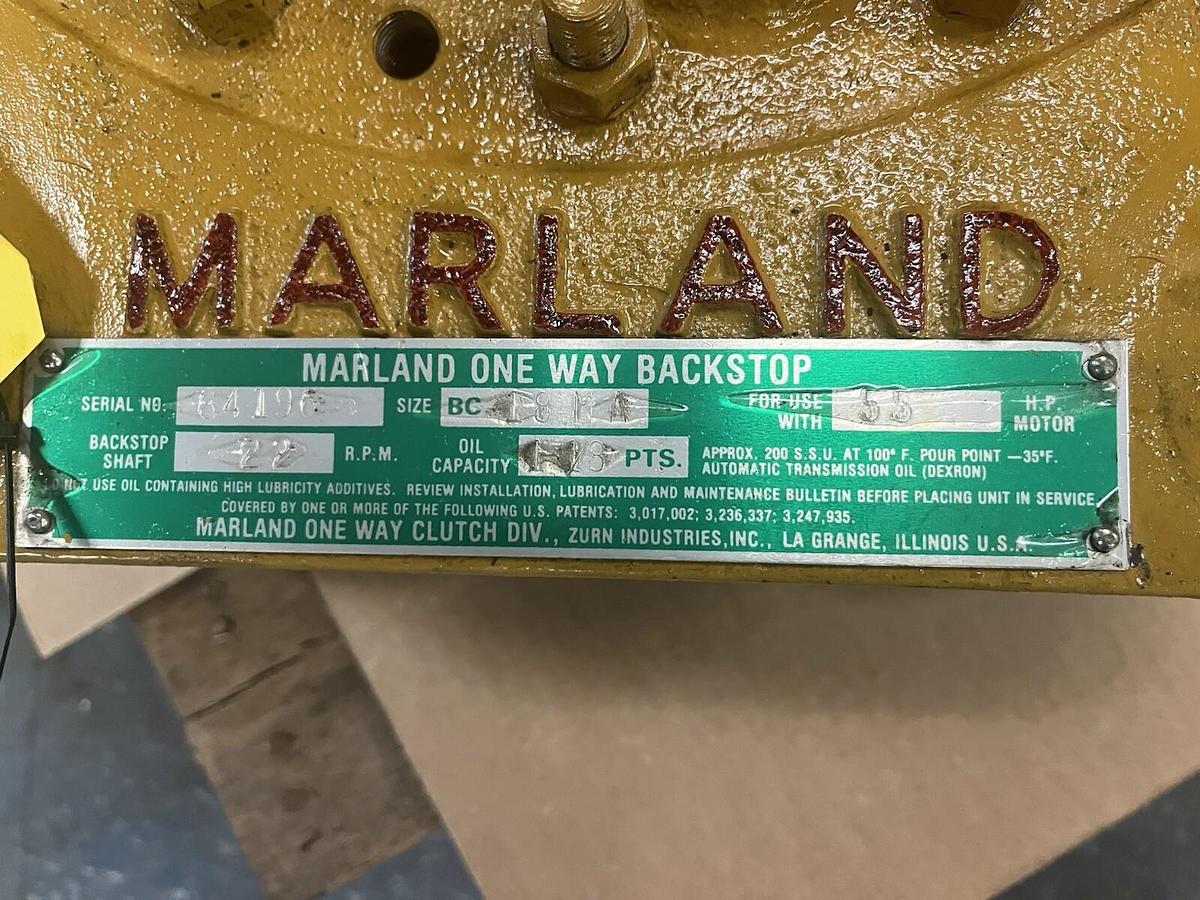 MARLAND
MARLAND ONE WAY BACKSTOP
SERIAL NO. SIZE BC 18 MA FOR USE WITH 55 H.P. MOTOR
BACKSTOP SHAFT 22 R.P.M. OIL CAPACITY PTS. APPROX. 200 S.S.U. AT 100° F. POUR POINT —35°F.
AUTOMATIC TRANSMISSION OIL (DEXRON)
NOT USE OIL CONTAINING HIGH LUBRICITY ADDITIVES. REVIEW INSTALLATION, LUBRICATION AND MAINTENANCE BULLETIN BEFORE PLACING UNIT IN SERVICE.
COVERED BY ONE OR MORE OF THE FOLLOWING U.S. PATENTS: 3,017,002; 3,236,337; 3,247,935.
MARLAND ONE WAY CLUTCH DIV., ZURN INDUSTRIES, INC., LA GRANGE, ILLINOIS U.S.A.